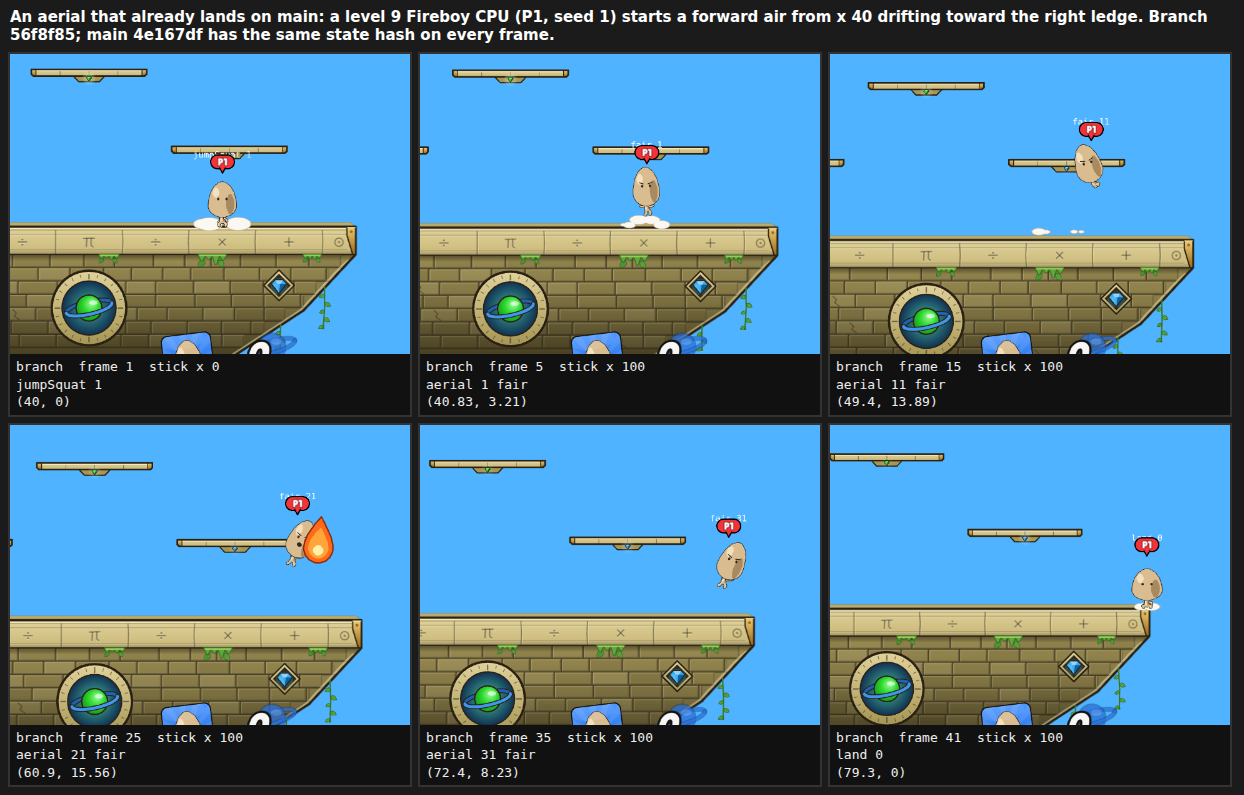 An aerial that already lands on main: a level 9 Fireboy CPU (P1, seed 1) starts a forward air from x 40 drifting toward the right ledge. Branch
56f8f85; main 4e167df has the same state hash on every frame.
P1
÷ π ÷ × + ⊙
branch  frame 1  stick x 0
jumpSquat 1
(40, 0)
P1
÷ π ÷ × + ⊙
branch  frame 5  stick x 100
aerial 1 fair
(40.83, 3.21)
fair 11
P1
÷ π ÷ × + ⊙
branch  frame 15  stick x 100
aerial 11 fair
(49.4, 13.89)
P1
÷ π ÷ × + ⊙
branch  frame 25  stick x 100
aerial 21 fair
(60.9, 15.56)
P1
÷ π ÷ × + ⊙
branch  frame 35  stick x 100
aerial 31 fair
(72.4, 8.23)
P1
π ÷ × + ⊙
branch  frame 41  stick x 100
land 0
(79.3, 0)